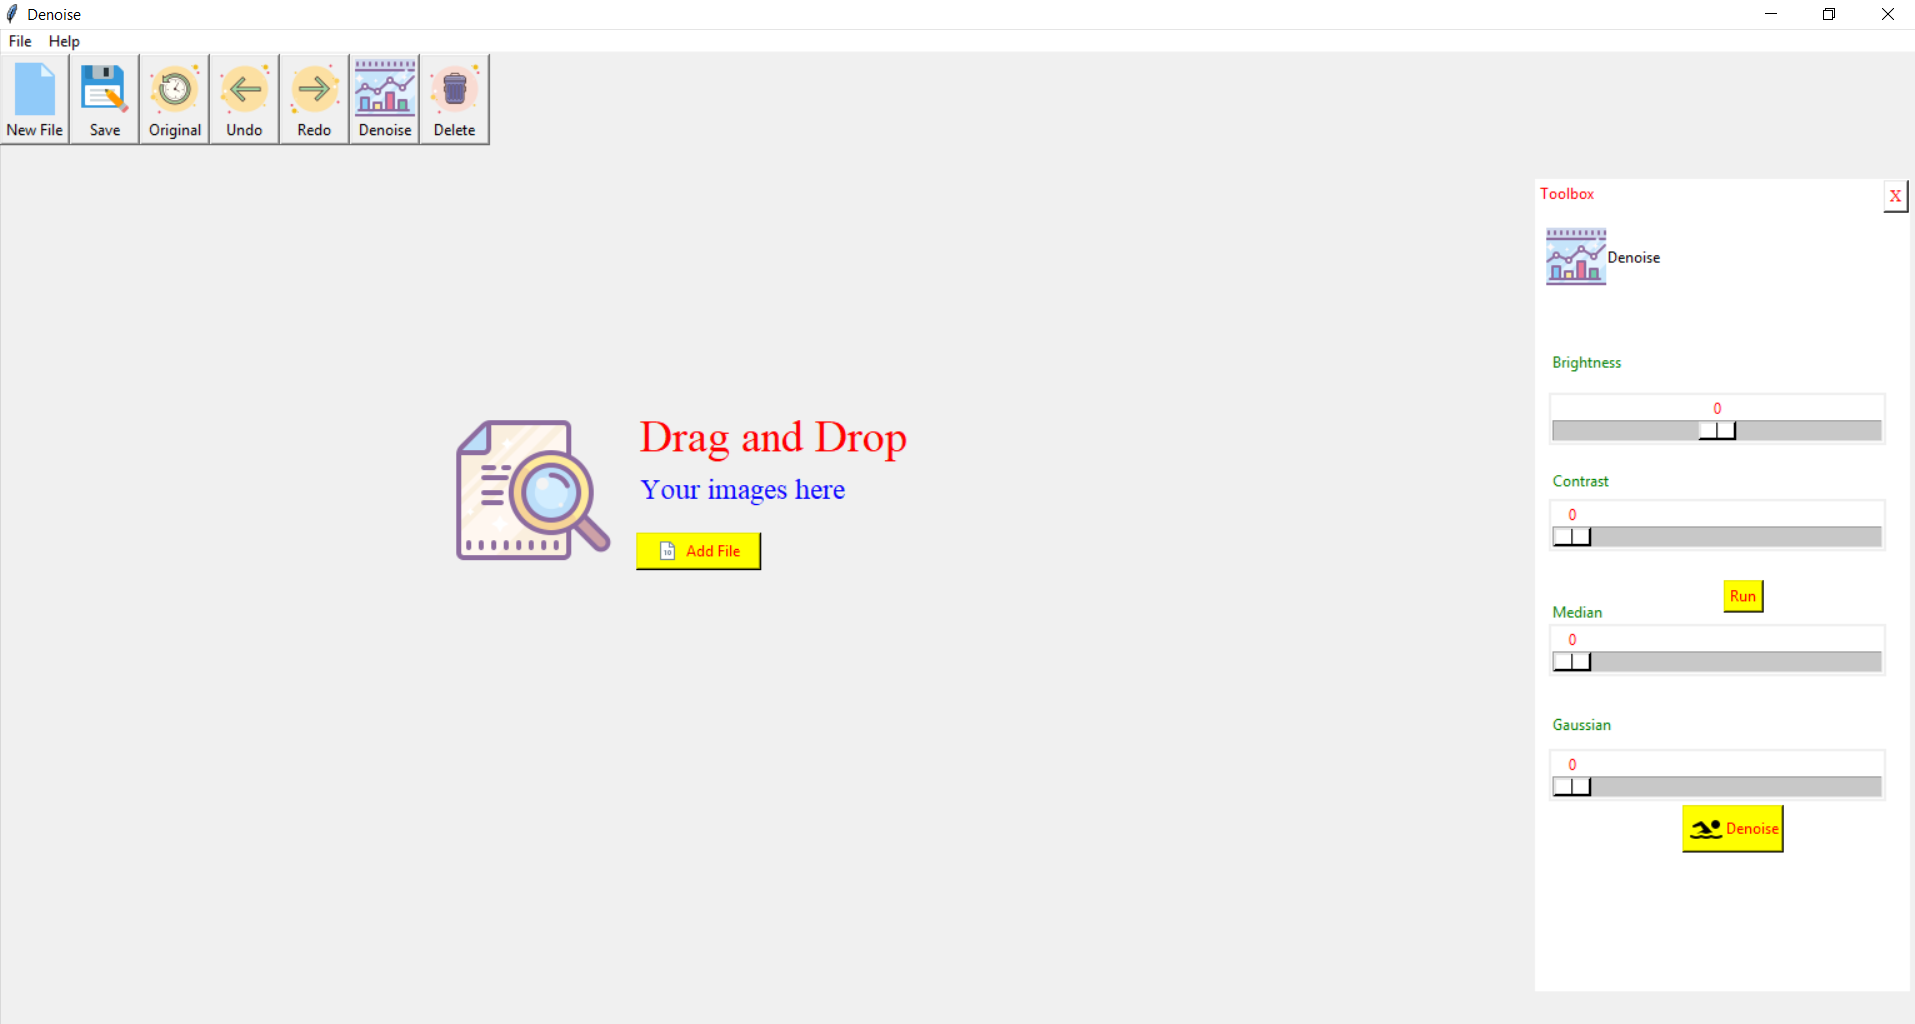 Denoise
File Help
New File Save Original Undo Redo Denoise Delete
Toolbox X
Denoise
Brightness
0
Contrast
0
Run
Median
0
Gaussian
0
Denoise
Drag and Drop
Your images here
10 Add File